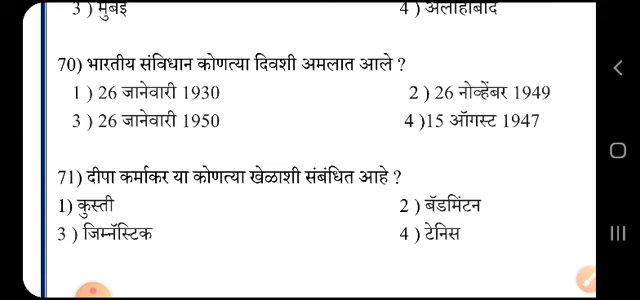 3 ) मुंबई 4 ) अलाहाबाद
70) भारतीय संविधान कोणत्या दिवशी अमलात आले ?
1 ) 26 जानेवारी 1930 2 ) 26 नोव्हेंबर 1949
3 ) 26 जानेवारी 1950 4 )15 ऑगस्ट 1947
71) दीपा कर्माकर या कोणत्या खेळाशी संबंधित आहे ?
1) कुस्ती 2 ) बॅडमिंटन
3 ) जिम्नॅस्टिक 4 ) टेनिस